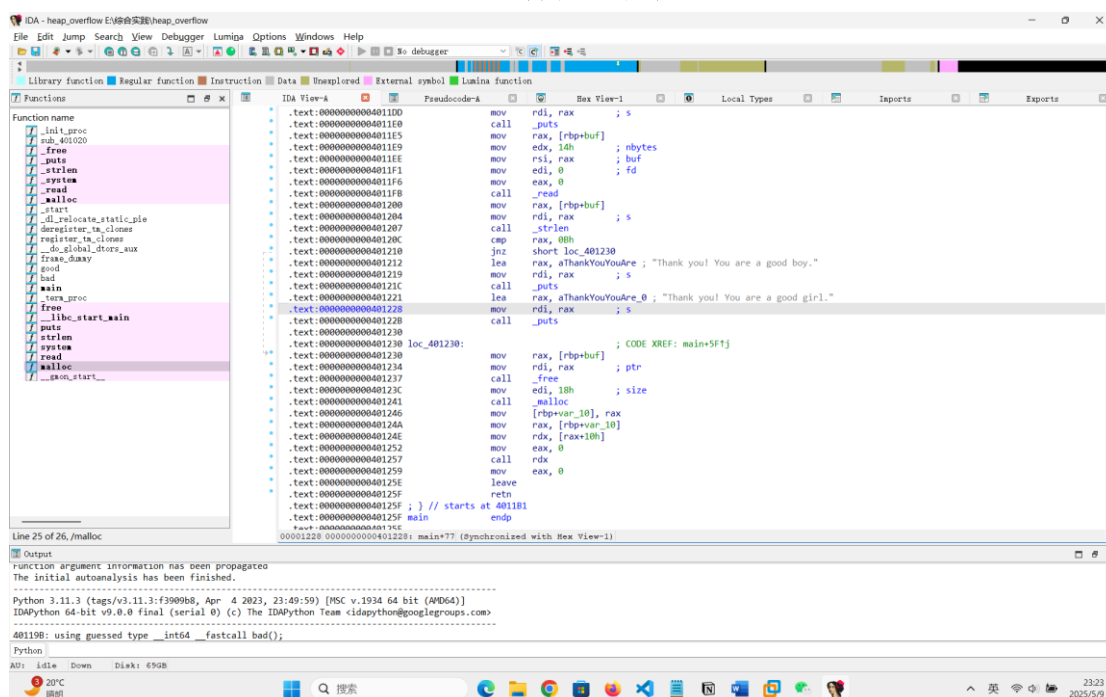 IDA - heap_overflow E:\综合实践\heap_overflow
File Edit Jump Search View Debugger Lumina Options Windows Help
No debugger
Library function Regular function Instruction Data Unexplored External symbol Lumina function
Functions
IDA View-A Pseudocode-A Hex View-1 Local Types Imports Exports
Function name
_init_proc
sub_401020
_free
_puts
_strlen
_system
_read
_malloc
_start
_dl_relocate_static_pie
deregister_tm_clones
register_tm_clones
__do_global_dtors_aux
frame_dummy
good
bad
main
_term_proc
free
__libc_start_main
puts
strlen
system
read
malloc
__gmon_start__
Line 25 of 26, /malloc
.text:00000000004011DD mov rdi, rax ; s
.text:00000000004011E0 call _puts
.text:00000000004011E5 mov rax, [rbp+buf]
.text:00000000004011E9 mov edx, 14h ; nbytes
.text:00000000004011EE mov rsi, rax ; buf
.text:00000000004011F1 mov edi, 0 ; fd
.text:00000000004011F6 mov eax, 0
.text:00000000004011FB call _read
.text:0000000000401200 mov rax, [rbp+buf]
.text:0000000000401204 mov rdi, rax ; s
.text:0000000000401207 call _strlen
.text:000000000040120C cmp rax, 0Bh
.text:0000000000401210 jnz short loc_401230
.text:0000000000401212 lea rax, aThankYouYouAre ; "Thank you! You are a good boy."
.text:0000000000401219 mov rdi, rax ; s
.text:000000000040121C call _puts
.text:0000000000401221 lea rax, aThankYouYouAre_0 ; "Thank you! You are a good girl."
.text:0000000000401228 mov rdi, rax ; s
.text:000000000040122B call _puts
.text:0000000000401230
.text:0000000000401230 loc_401230: ; CODE XREF: main+5F↑j
.text:0000000000401230 mov rax, [rbp+buf]
.text:0000000000401234 mov rdi, rax ; ptr
.text:0000000000401237 call _free
.text:000000000040123C mov edi, 18h ; size
.text:0000000000401241 call _malloc
.text:0000000000401246 mov [rbp+var_10], rax
.text:000000000040124A mov rax, [rbp+var_10]
.text:000000000040124E mov rdx, [rax+10h]
.text:0000000000401252 mov eax, 0
.text:0000000000401257 call rdx
.text:0000000000401259 mov eax, 0
.text:000000000040125E leave
.text:000000000040125F retn
.text:000000000040125F ; } // starts at 4011B1
.text:000000000040125F main endp
.text:000000000040125F
00001228 0000000000401228: main+77 (Synchronized with Hex View-1)
Output
Function argument information has been propagated
The initial autoanalysis has been finished.
Python 3.11.3 (tags/v3.11.3:f3909b8, Apr 4 2023, 23:49:59) [MSC v.1934 64 bit (AMD64)]
IDAPython 64-bit v9.0.0 final (serial 0) (c) The IDAPython Team <idapython@googlegroups.com>
40119B: using guessed type __int64 __fastcall bad();
Python
AU: idle Down Disk: 69GB
3
20°C
晴朗
搜索
英
23:23